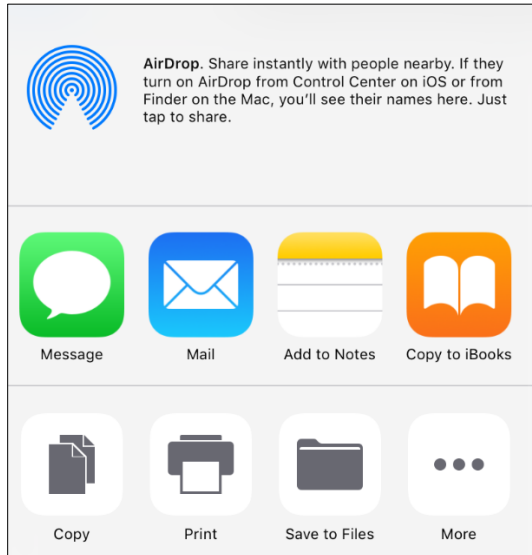 AirDrop. Share instantly with people nearby. If they
turn on AirDrop from Control Center on iOS or from
Finder on the Mac, you'll see their names here. Just
tap to share.
Message Mail Add to Notes Copy to iBooks
Copy Print Save to Files More